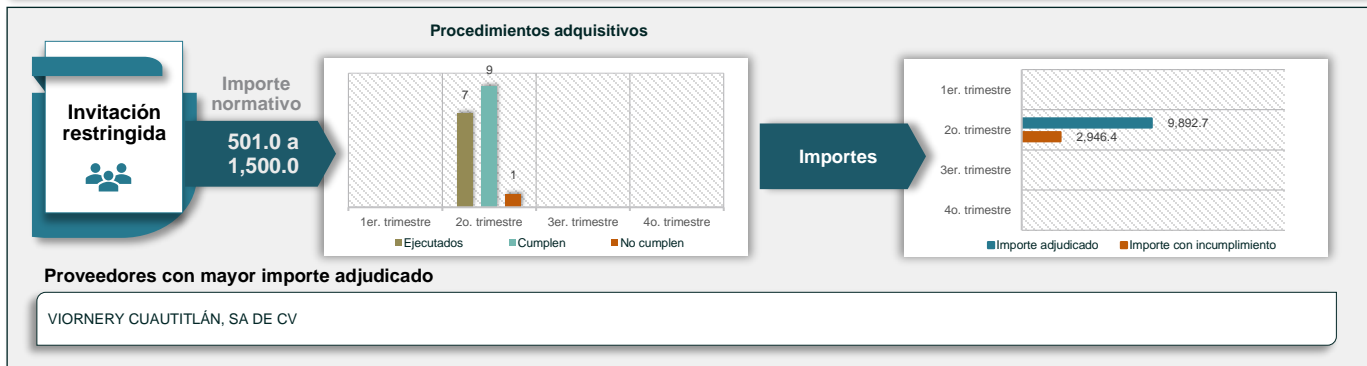 Procedimientos adquisitivos
Invitación
restringida
Importe
normativo
501.0 a
1,500.0
7
9
1
1er. trimestre
2o. trimestre
3er. trimestre
4o. trimestre
Ejecutados
Cumplen
No cumplen
Importes
1er. trimestre
2o. trimestre
3er. trimestre
4o. trimestre
9,892.7
2,946.4
Importe adjudicado
Importe con incumplimiento
Proveedores con mayor importe adjudicado
VIORNERY CUAUTITLÁN, SA DE CV